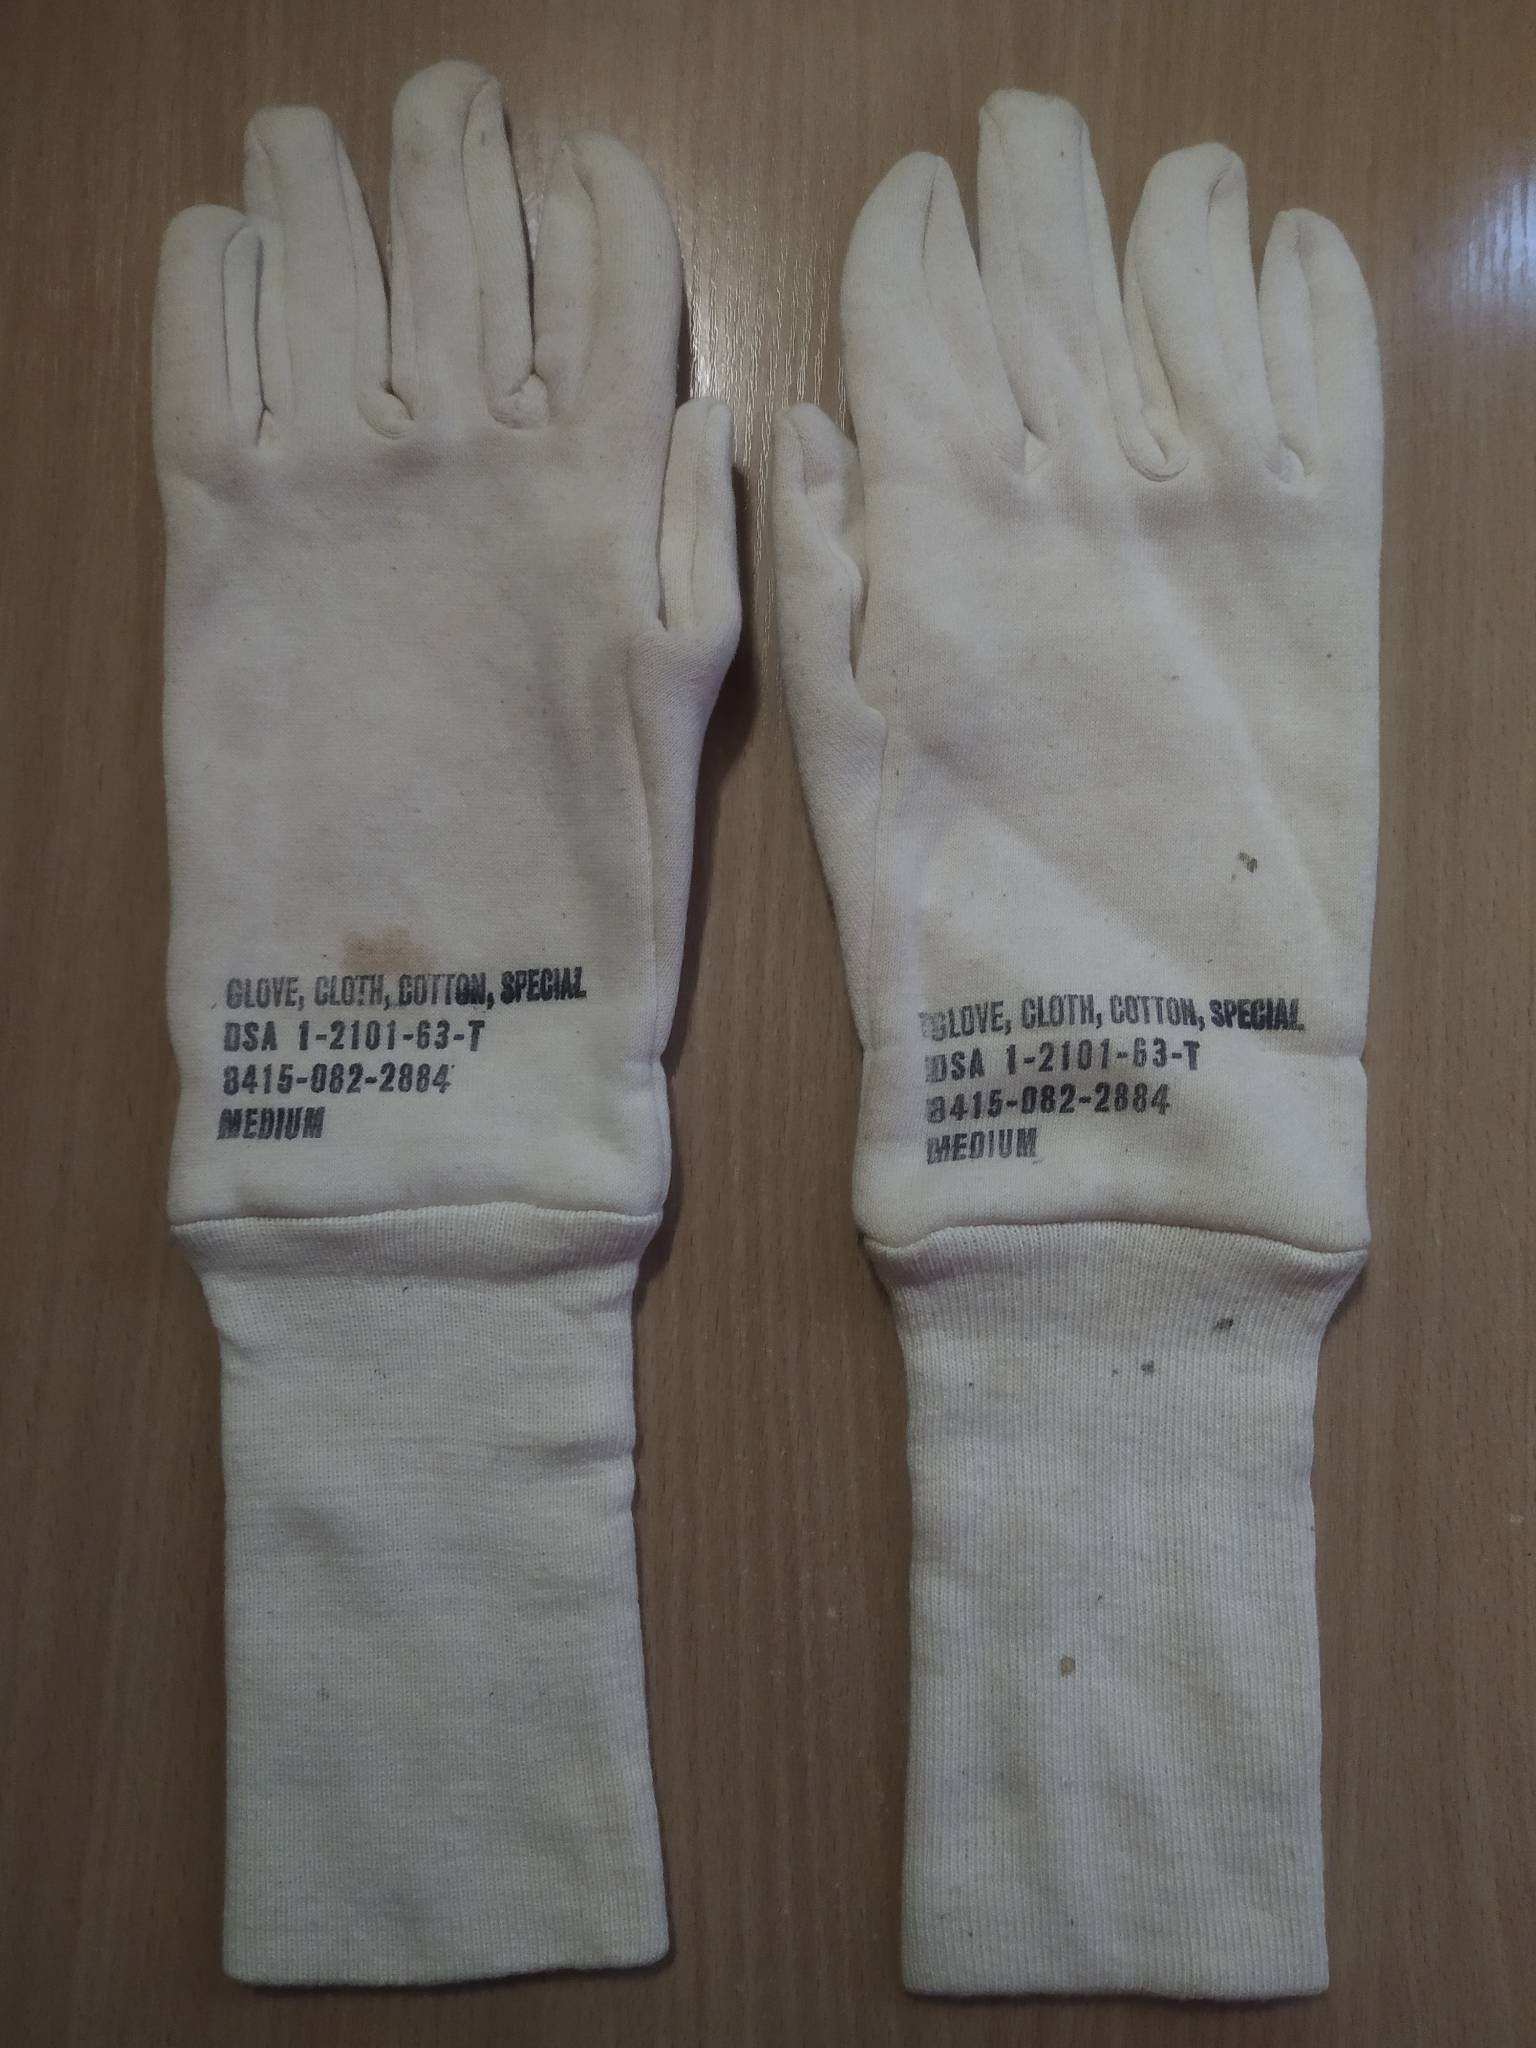 GLOVE, CLOTH, COTTON, SPECIAL
DSA 1-2101-63-T
8415-082-2884
MEDIUM
GLOVE, CLOTH, COTTON, SPECIAL
DSA 1-2101-63-T
8415-082-2884
MEDIUM